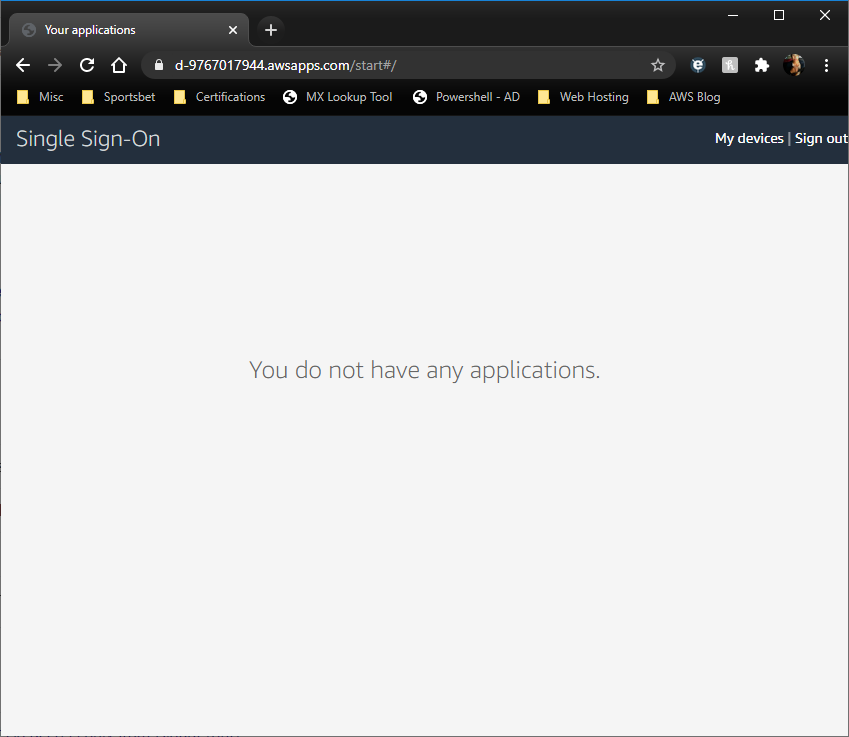 Your applications
d-9767017944.awsapps.com/start#/
Misc Sportsbet Certifications MX Lookup Tool Powershell - AD Web Hosting AWS Blog
Single Sign-On My devices | Sign out
You do not have any applications.